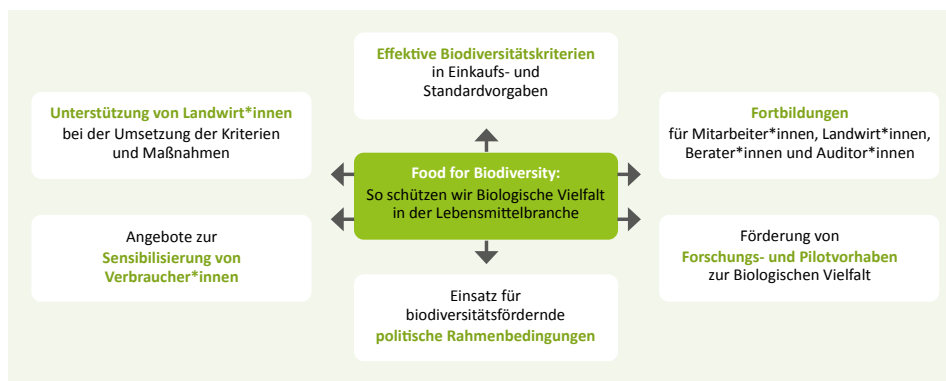 Effektive Biodiversitätskriterien
in Einkaufs- und
Standardvorgaben
Unterstützung von Landwirt*innen
bei der Umsetzung der Kriterien
und Maßnahmen
Fortbildungen
für Mitarbeiter*innen, Landwirt*innen,
Berater*innen und Auditor*innen
Food for Biodiversity:
So schützen wir Biologische Vielfalt
in der Lebensmittelbranche
Angebote zur
Sensibilisierung von
Verbraucher*innen
Förderung von
Forschungs- und Pilotvorhaben
zur Biologischen Vielfalt
Einsatz für
biodiversitätsfördernde
politische Rahmenbedingungen